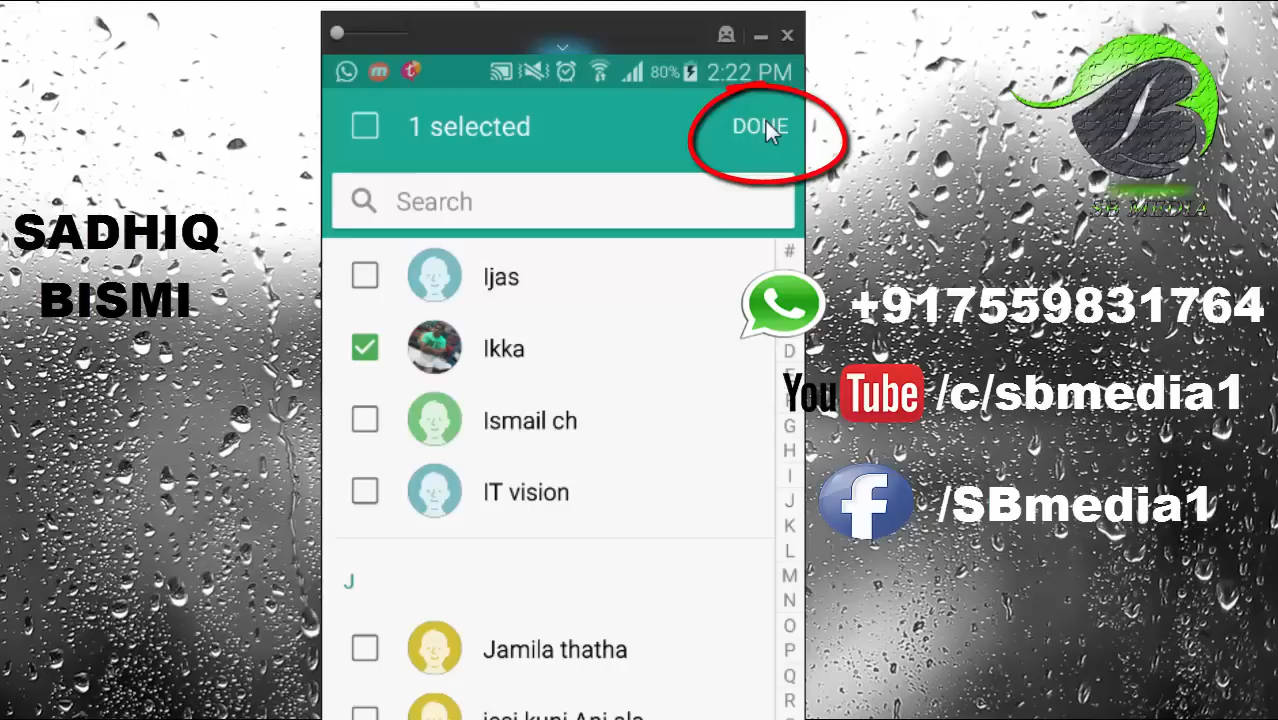 80% 2:22 PM
1 selected
DONE
Search
#
Ijas
Ikka
D
Ismail ch
G
H
IT vision
I
J
K
L
J
M
N
O
Jamila thatha
P
Q
R
SADHIQ
BISMI
SB MEDIA
+917559831764
YouTube /c/sbmedia1
f /SBmedia1